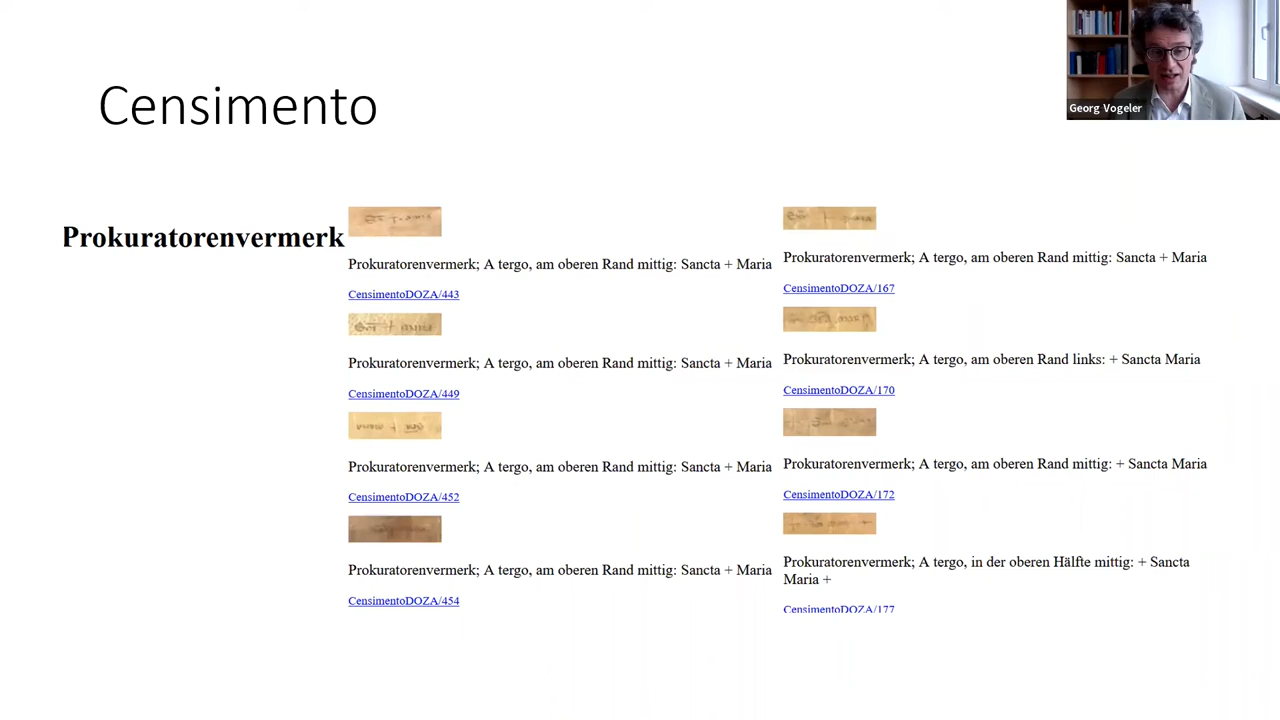 Censimento
Georg Vogeler
Prokuratorenvermerk
Prokuratorenvermerk; A tergo, am oberen Rand mittig: Sancta + Maria
CensimentoDOZA/443
Prokuratorenvermerk; A tergo, am oberen Rand mittig: Sancta + Maria
CensimentoDOZA/449
Prokuratorenvermerk; A tergo, am oberen Rand mittig: Sancta + Maria
CensimentoDOZA/452
Prokuratorenvermerk; A tergo, am oberen Rand mittig: Sancta + Maria
CensimentoDOZA/454
Prokuratorenvermerk; A tergo, am oberen Rand mittig: Sancta + Maria
CensimentoDOZA/167
Prokuratorenvermerk; A tergo, am oberen Rand links: + Sancta Maria
CensimentoDOZA/170
Prokuratorenvermerk; A tergo, am oberen Rand mittig: + Sancta Maria
CensimentoDOZA/172
Prokuratorenvermerk; A tergo, in der oberen Hälfte mittig: + Sancta
Maria +
CensimentoDOZA/177